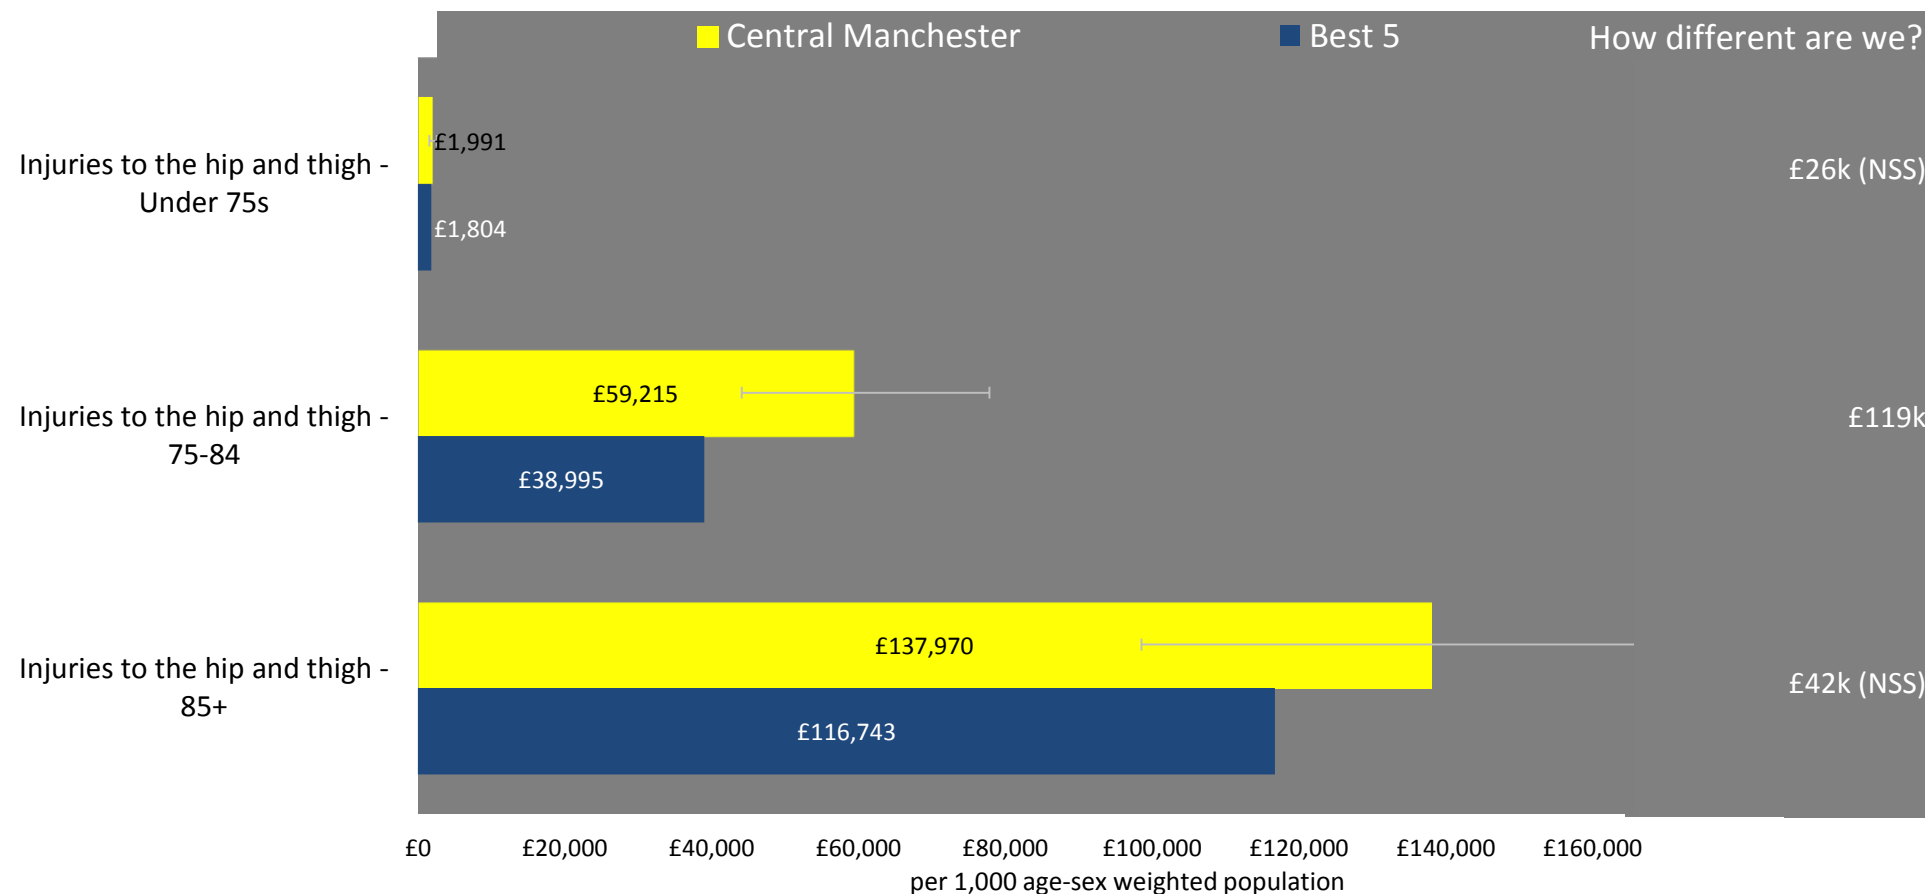 Central Manchester
Best 5
How different are we?
Injuries to the hip and thigh -
Under 75s
£1,991
£1,804
£26k (NSS)
Injuries to the hip and thigh -
75-84
£59,215
£38,995
£119k
Injuries to the hip and thigh -
85+
£137,970
£116,743
£42k (NSS)
£0
£20,000
£40,000
£60,000
£80,000
£100,000
£120,000
£140,000
£160,000
per 1,000 age-sex weighted population